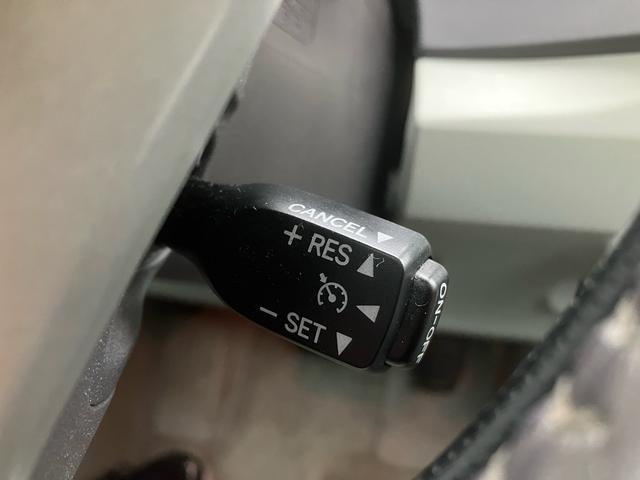 CANCEL ▼
+ RES ▲
◀
− SET ▼
ON-OFF